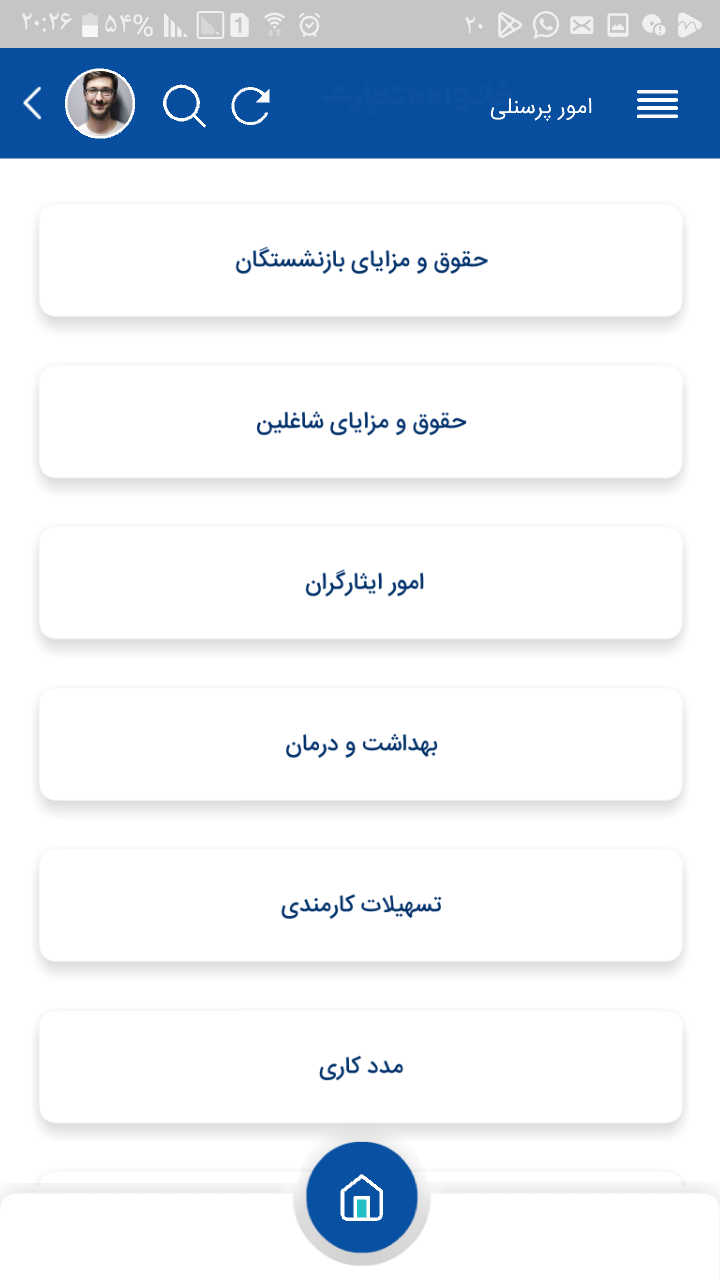 ۲۰:۲۶ ۵۴% 1 ۲۰
امور پرسنلی
حقوق و مزایای بازنشستگان
حقوق و مزایای شاغلین
امور ایثارگران
بهداشت و درمان
تسهیلات کارمندی
مدد کاری